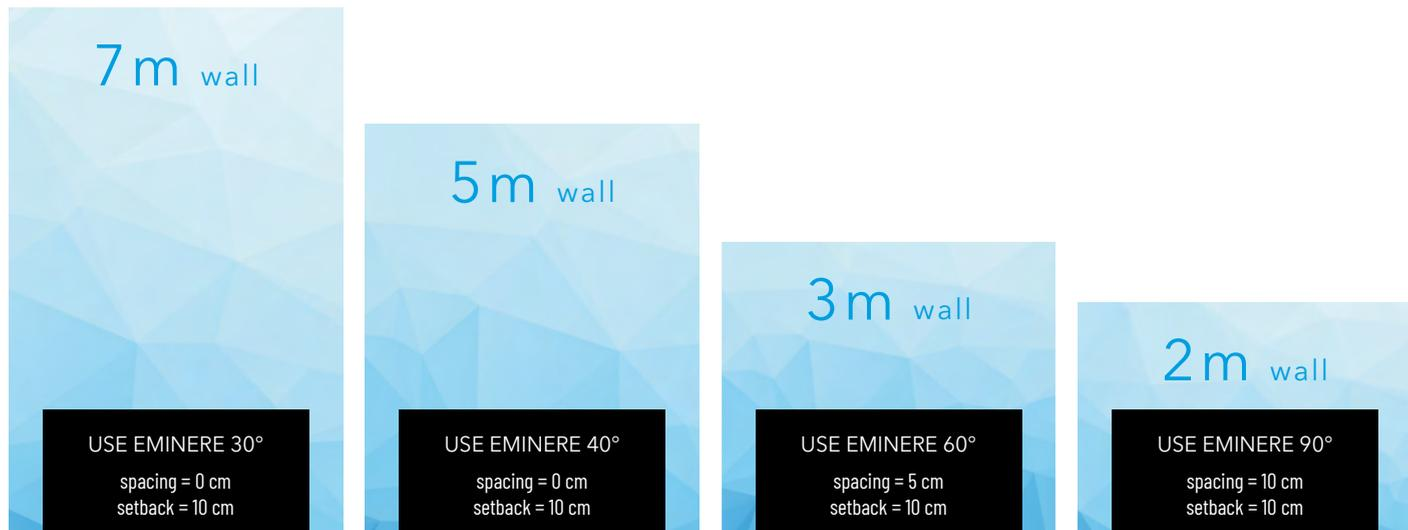 7m wall
USE EMINERE 30°
spacing = 0 cm
setback = 10 cm
5m wall
USE EMINERE 40°
spacing = 0 cm
setback = 10 cm
3m wall
USE EMINERE 60°
spacing = 5 cm
setback = 10 cm
2m wall
USE EMINERE 90°
spacing = 10 cm
setback = 10 cm